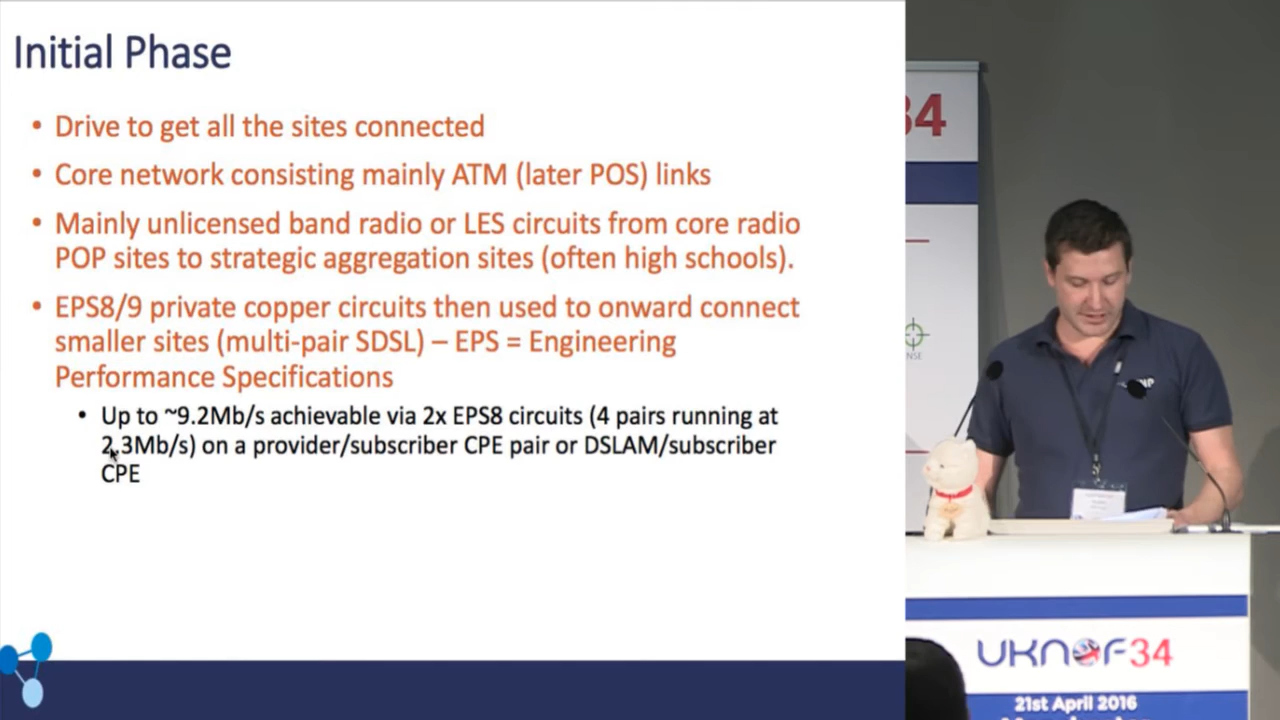 Initial Phase
• Drive to get all the sites connected
• Core network consisting mainly ATM (later POS) links
• Mainly unlicensed band radio or LES circuits from core radio
POP sites to strategic aggregation sites (often high schools).
• EPS8/9 private copper circuits then used to onward connect
smaller sites (multi-pair SDSL) – EPS = Engineering
Performance Specifications
• Up to ~9.2Mb/s achievable via 2x EPS8 circuits (4 pairs running at
2.3Mb/s) on a provider/subscriber CPE pair or DSLAM/subscriber
CPE
34
NSE
UKNOF34
21st April 2016